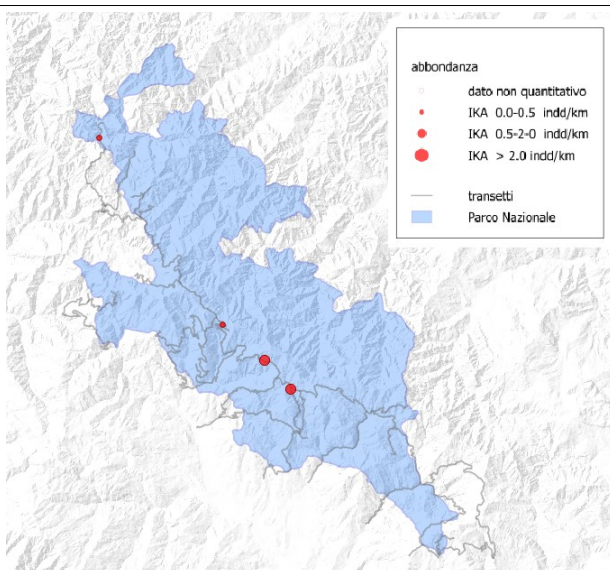 abbondanza
dato non quantitativo
IKA 0.0-0.5 indd/km
IKA 0.5-2-0 indd/km
IKA > 2.0 indd/km
transetti
Parco Nazionale